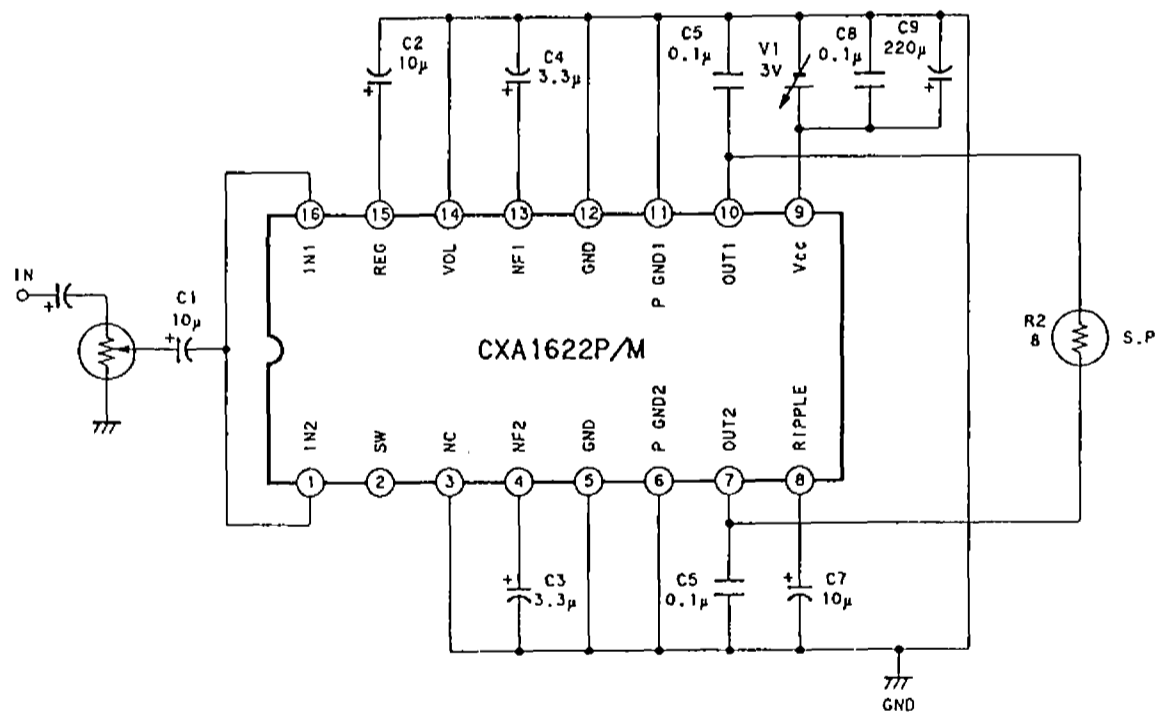 C2
10μ
C4
3.3μ
C5
0.1μ
V1
3V
C8
0.1μ
C9
220μ
16
15
14
13
12
11
10
9
IN1
REG
VOL
NF1
GND
P GND1
OUT1
Vcc
IN
C1
10μ
CXA1622P/M
R2
8
S.P
IN2
SW
NC
NF2
GND
P GND2
OUT2
RIPPLE
1
2
3
4
5
6
7
8
C3
3.3μ
C5
0.1μ
C7
10μ
GND